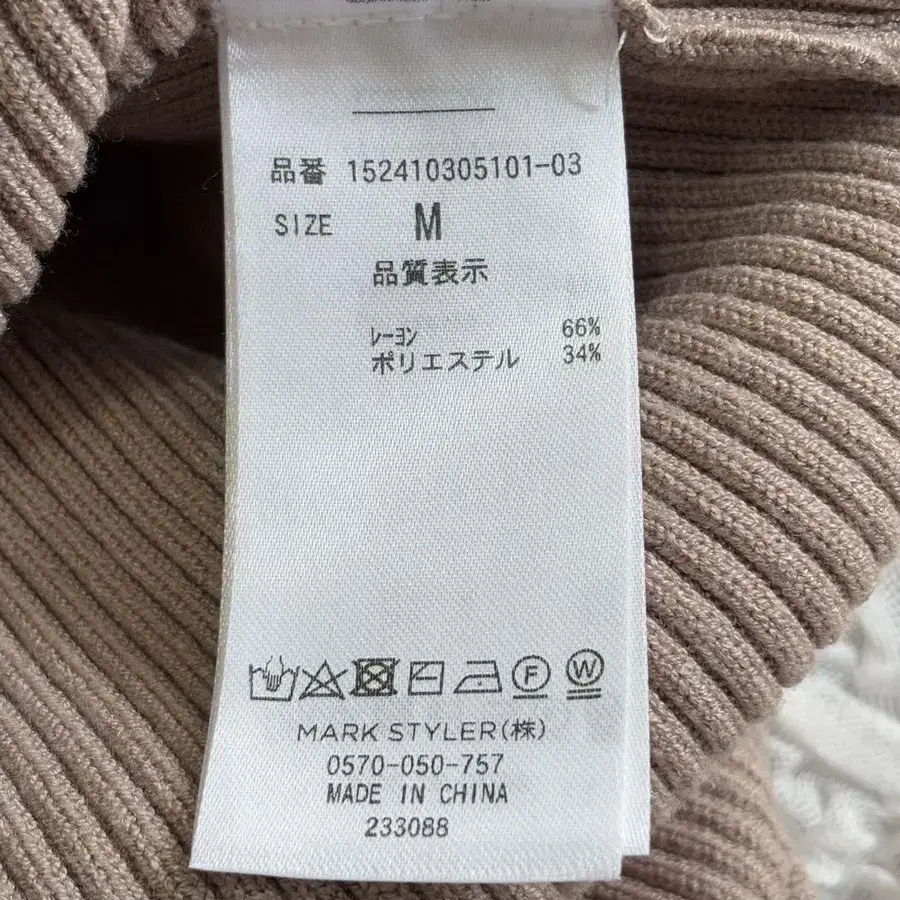 品番 152410305101-03
SIZE M
品質表示
レーヨン 66%
ポリエステル 34%
F W
MARK STYLER(株)
0570-050-757
MADE IN CHINA
233088